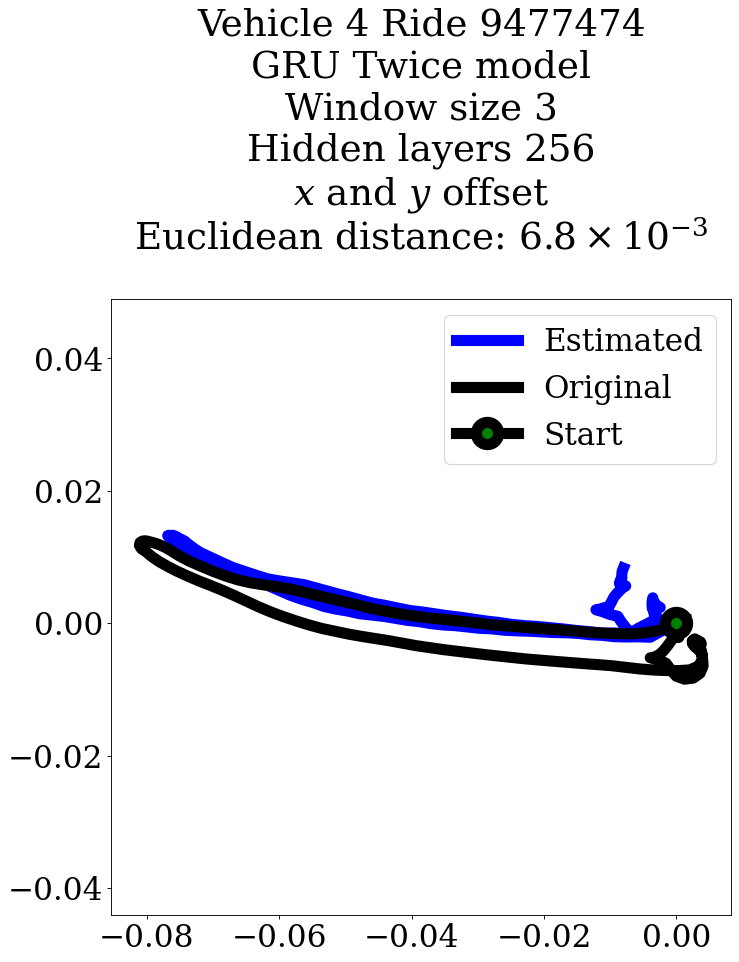 Vehicle 4 Ride 9477474
GRU Twice model
Window size 3
Hidden layers 256
x and y offset
Euclidean distance: 6.8 × 10⁻³
Estimated
Original
Start
0.04
0.02
0.00
−0.02
−0.04
−0.08 −0.06 −0.04 −0.02 0.00